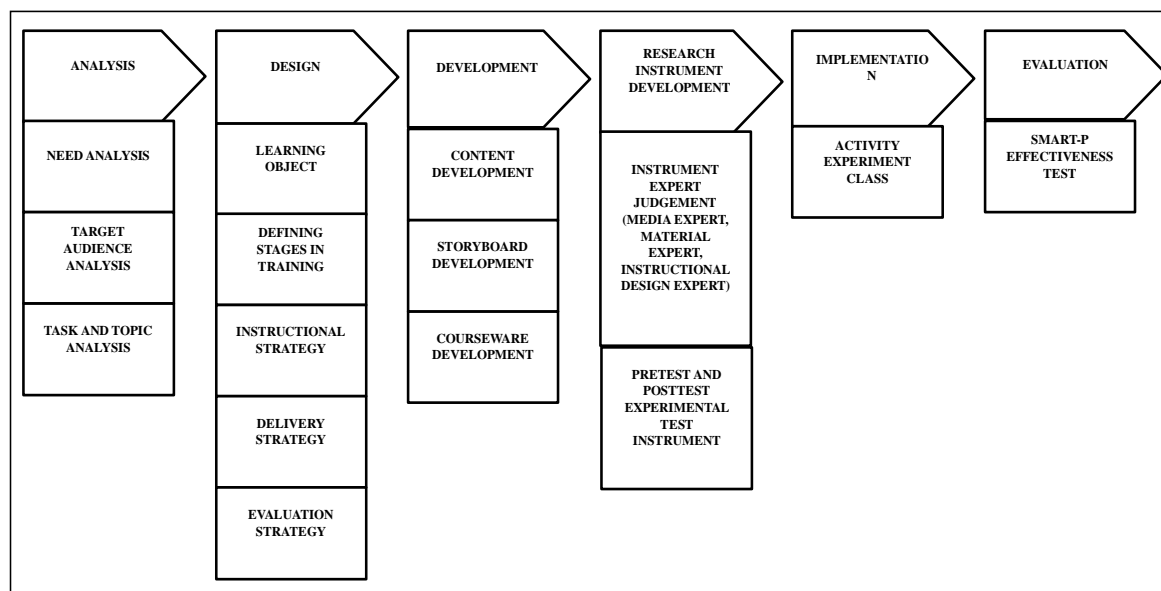 ANALYSIS
NEED ANALYSIS
TARGET
AUDIENCE
ANALYSIS
TASK AND TOPIC
ANALYSIS
DESIGN
LEARNING
OBJECT
DEFINING
STAGES IN
TRAINING
INSTRUCTIONAL
STRATEGY
DELIVERY
STRATEGY
EVALUATION
STRATEGY
DEVELOPMENT
CONTENT
DEVELOPMENT
STORYBOARD
DEVELOPMENT
COURSEWARE
DEVELOPMENT
RESEARCH
INSTRUMENT
DEVELOPMENT
INSTRUMENT
EXPERT
JUDGEMENT
(MEDIA EXPERT,
MATERIAL
EXPERT,
INSTRUCTIONAL
DESIGN EXPERT)
PRETEST AND
POSTTEST
EXPERIMENTAL
TEST
INSTRUMENT
IMPLEMENTATIO
N
ACTIVITY
EXPERIMENT
CLASS
EVALUATION
SMART-P
EFFECTIVENESS
TEST